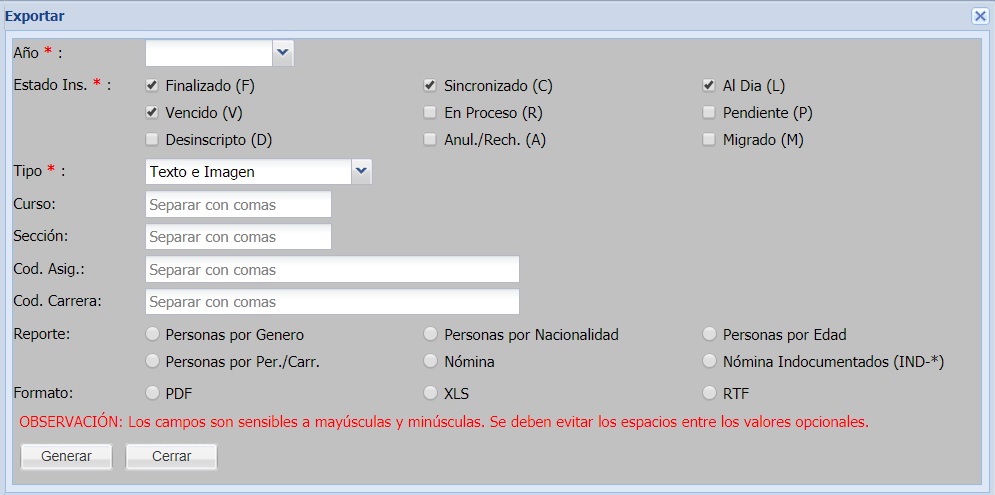 Exportar
Año * :
Estado Ins. * : Finalizado (F) Sincronizado (C) Al Dia (L)
Vencido (V) En Proceso (R) Pendiente (P)
Desinscripto (D) Anul./Rech. (A) Migrado (M)
Tipo * : Texto e Imagen
Curso: Separar con comas
Sección: Separar con comas
Cod. Asig.: Separar con comas
Cod. Carrera: Separar con comas
Reporte: Personas por Genero Personas por Nacionalidad Personas por Edad
Personas por Per./Carr. Nómina Nómina Indocumentados (IND-*)
Formato: PDF XLS RTF
OBSERVACIÓN: Los campos son sensibles a mayúsculas y minúsculas. Se deben evitar los espacios entre los valores opcionales.
Generar Cerrar